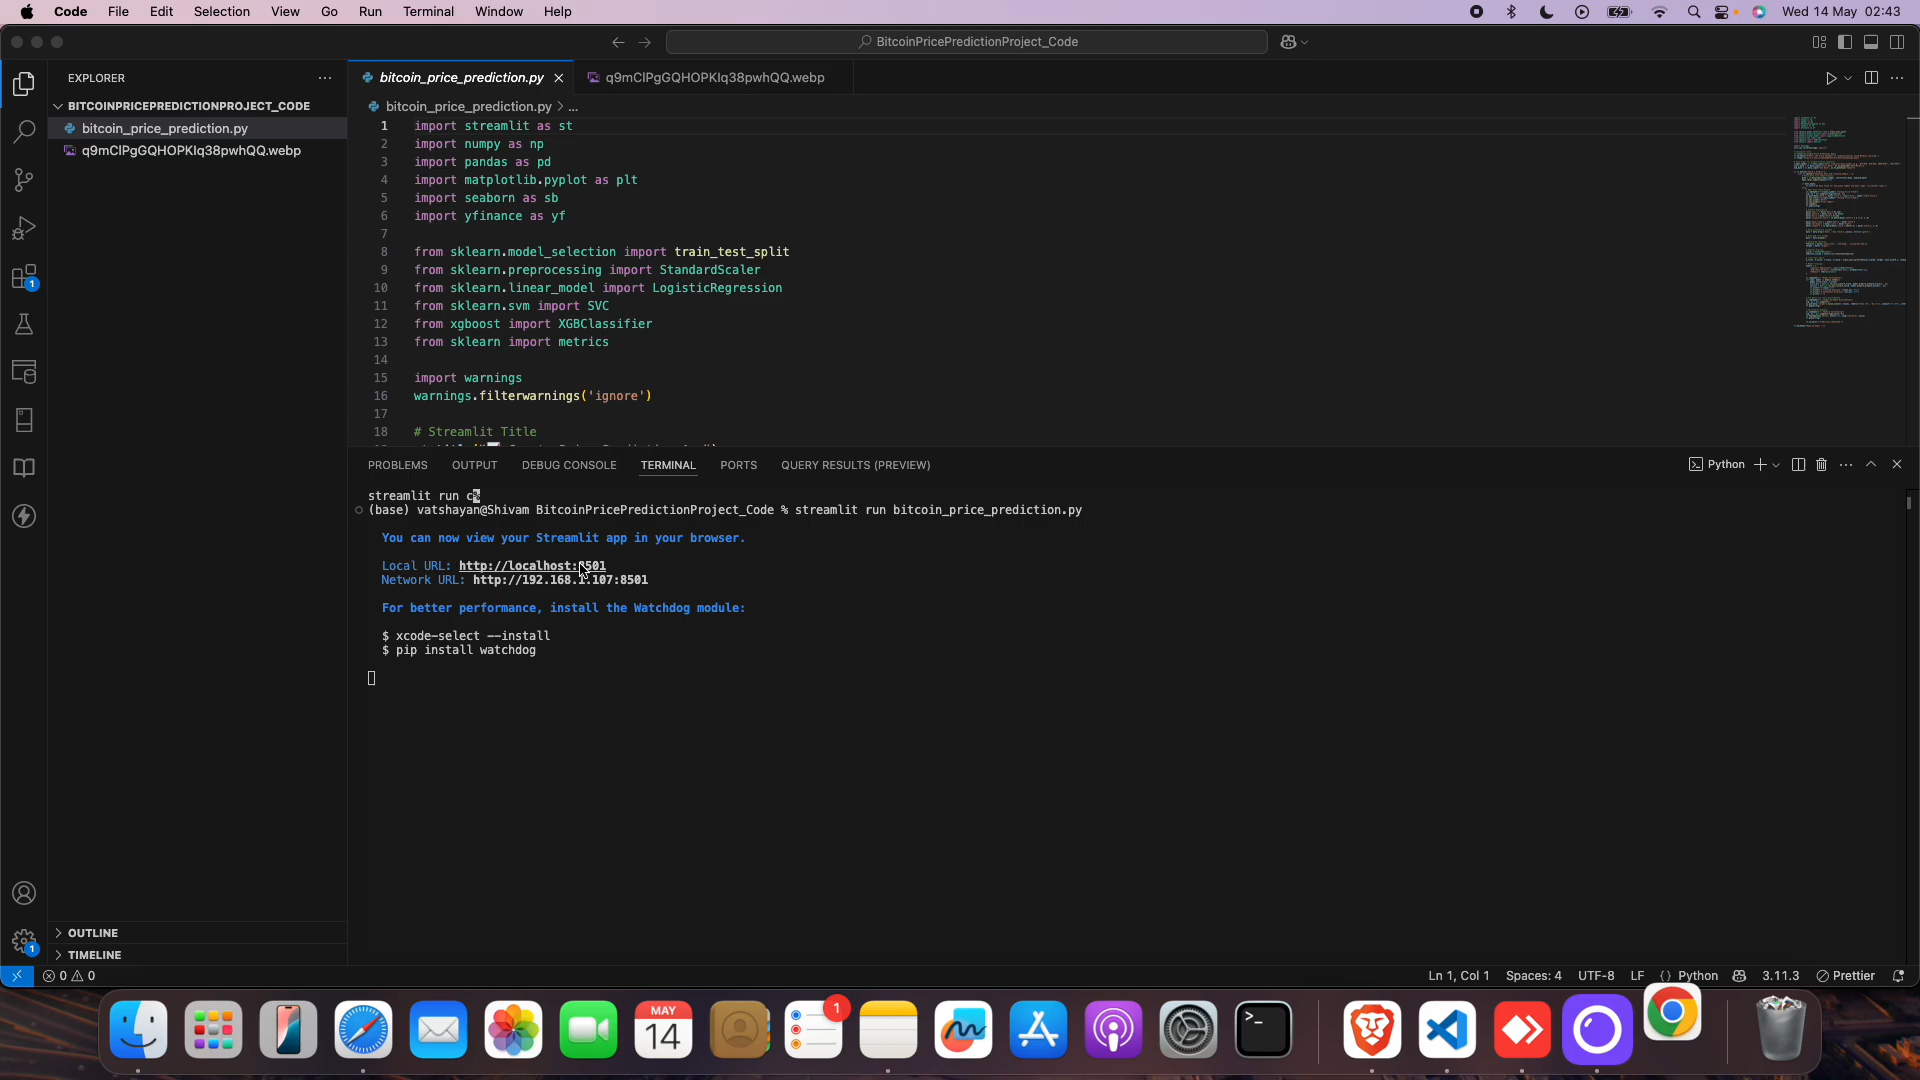 Code File Edit Selection View Go Run Terminal Window Help
Wed 14 May 02:43
BitcoinPricePredictionProject_Code
EXPLORER
BITCOINPRICEPREDICTIONPROJECT_CODE
bitcoin_price_prediction.py
q9mClPgGQHOPKlq38pwhQQ.webp
OUTLINE
TIMELINE
bitcoin_price_prediction.py
q9mClPgGQHOPKlq38pwhQQ.webp
bitcoin_price_prediction.py > ...
1 import streamlit as st
2 import numpy as np
3 import pandas as pd
4 import matplotlib.pyplot as plt
5 import seaborn as sb
6 import yfinance as yf
7
8 from sklearn.model_selection import train_test_split
9 from sklearn.preprocessing import StandardScaler
10 from sklearn.linear_model import LogisticRegression
11 from sklearn.svm import SVC
12 from xgboost import XGBClassifier
13 from sklearn import metrics
14
15 import warnings
16 warnings.filterwarnings('ignore')
17
18 # Streamlit Title
PROBLEMS OUTPUT DEBUG CONSOLE TERMINAL PORTS QUERY RESULTS (PREVIEW)
Python
streamlit run c%
(base) vatshayan@Shivam BitcoinPricePredictionProject_Code % streamlit run bitcoin_price_prediction.py
You can now view your Streamlit app in your browser.
Local URL: http://localhost:8501
Network URL: http://192.168.1.107:8501
For better performance, install the Watchdog module:
$ xcode-select --install
$ pip install watchdog
1
1
0 0
Ln 1, Col 1 Spaces: 4 UTF-8 LF {} Python 3.11.3 Prettier
MAY
14
1